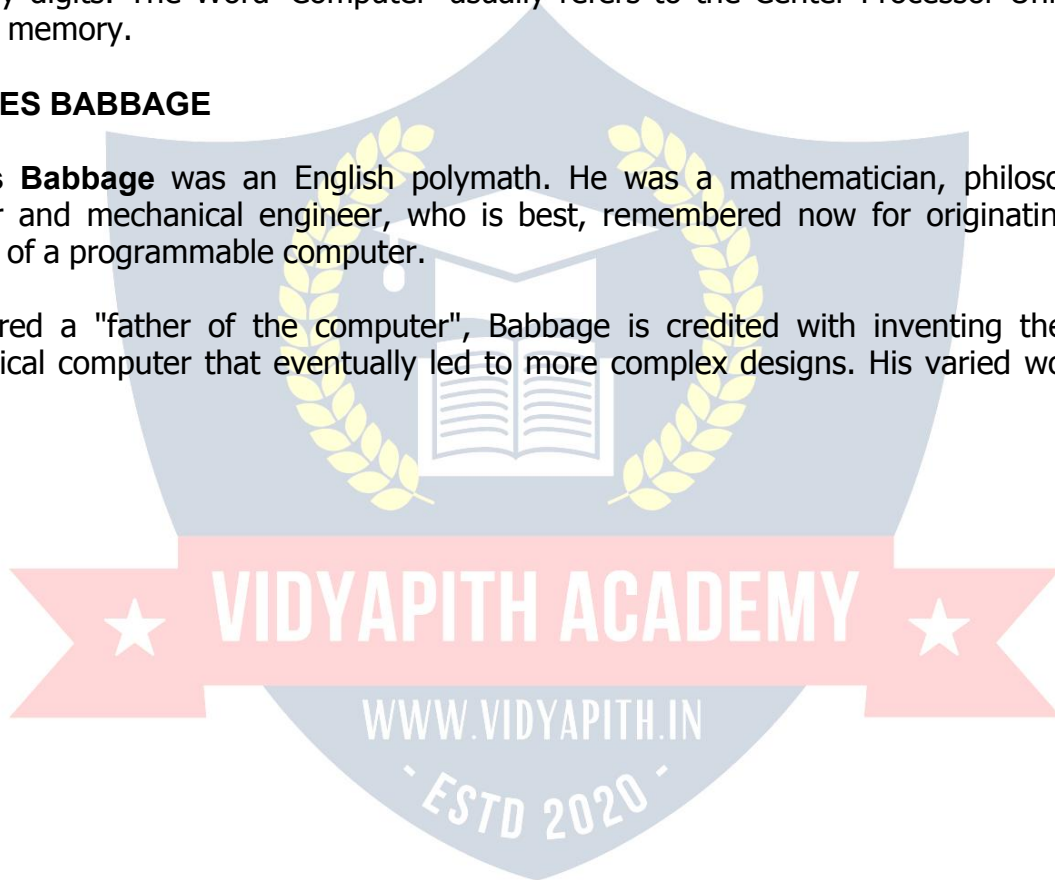 y digits. The Word "Computer" usually refers to the Center Processor Un
memory.
ES BABBAGE
s Babbage was an English polymath. He was a mathematician, philoso
r and mechanical engineer, who is best, remembered now for originatin
of a programmable computer.
red a "father of the computer", Babbage is credited with inventing the
ical computer that eventually led to more complex designs. His varied wo
VIDYAPITH ACADEMY
WWW.VIDYAPITH.IN
- ESTD 2020 -